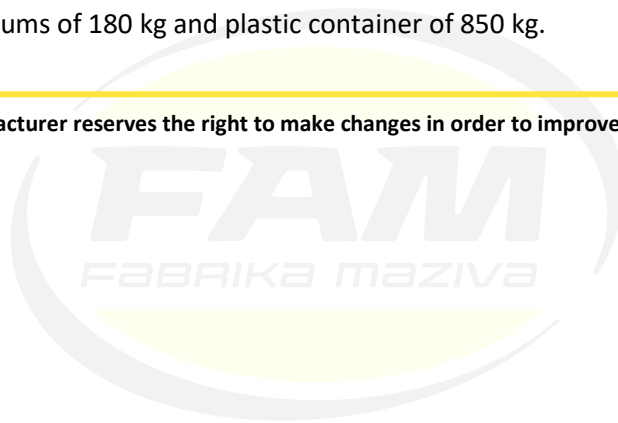 ums of 180 kg and plastic container of 850 kg.
acturer reserves the right to make changes in order to improve
FAM
FABRIKA MAZIVA